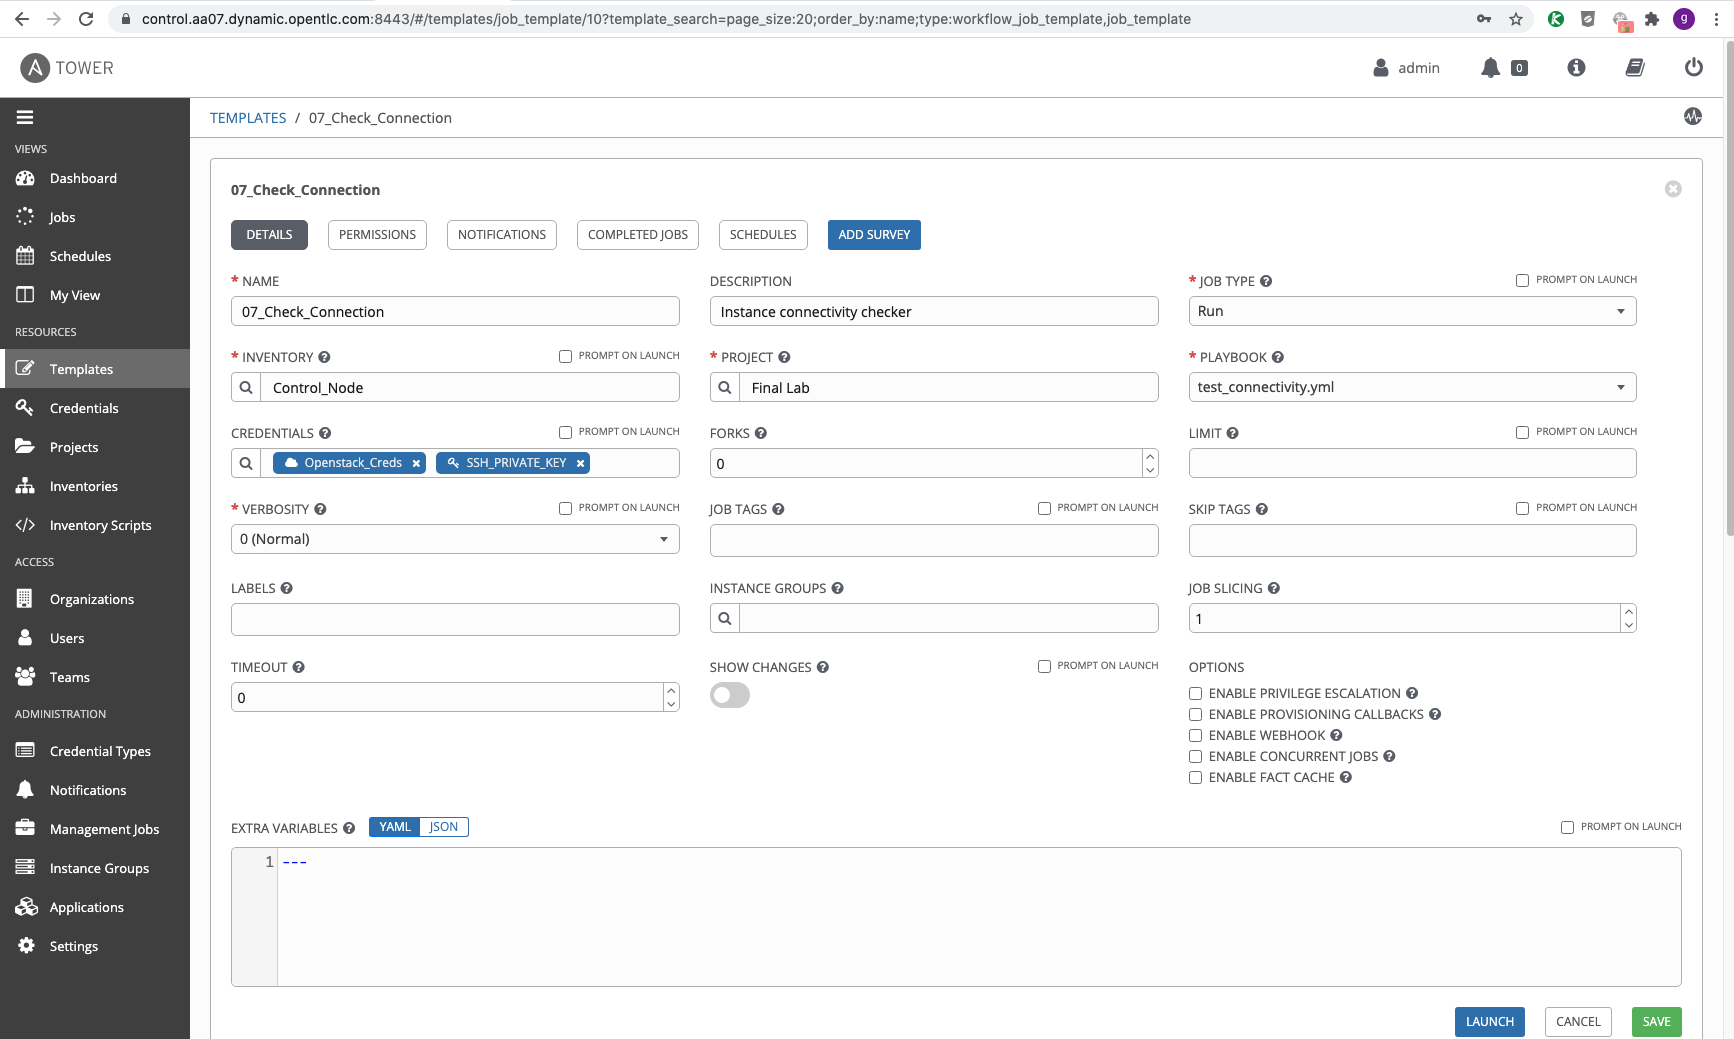 control.aa07.dynamic.opentlc.com:8443/#/templates/job_template/10?template_search=page_size:20;order_by:name;type:workflow_job_template,job_template
g
A TOWER
admin
0
TEMPLATES / 07_Check_Connection
VIEWS
Dashboard
Jobs
Schedules
My View
RESOURCES
Templates
Credentials
Projects
Inventories
Inventory Scripts
ACCESS
Organizations
Users
Teams
ADMINISTRATION
Credential Types
Notifications
Management Jobs
Instance Groups
Applications
Settings
07_Check_Connection
DETAILS PERMISSIONS NOTIFICATIONS COMPLETED JOBS SCHEDULES ADD SURVEY
* NAME
07_Check_Connection
DESCRIPTION
Instance connectivity checker
* JOB TYPE ? PROMPT ON LAUNCH
Run
* INVENTORY ? PROMPT ON LAUNCH
Control_Node
* PROJECT ?
Final Lab
* PLAYBOOK ?
test_connectivity.yml
CREDENTIALS ? PROMPT ON LAUNCH
Openstack_Creds × SSH_PRIVATE_KEY ×
FORKS ?
0
LIMIT ? PROMPT ON LAUNCH
* VERBOSITY ? PROMPT ON LAUNCH
0 (Normal)
JOB TAGS ? PROMPT ON LAUNCH
SKIP TAGS ? PROMPT ON LAUNCH
LABELS ?
INSTANCE GROUPS ?
JOB SLICING ?
1
TIMEOUT ?
0
SHOW CHANGES ? PROMPT ON LAUNCH
OPTIONS
ENABLE PRIVILEGE ESCALATION ?
ENABLE PROVISIONING CALLBACKS ?
ENABLE WEBHOOK ?
ENABLE CONCURRENT JOBS ?
ENABLE FACT CACHE ?
EXTRA VARIABLES ? YAML JSON PROMPT ON LAUNCH
1 ---
LAUNCH CANCEL SAVE